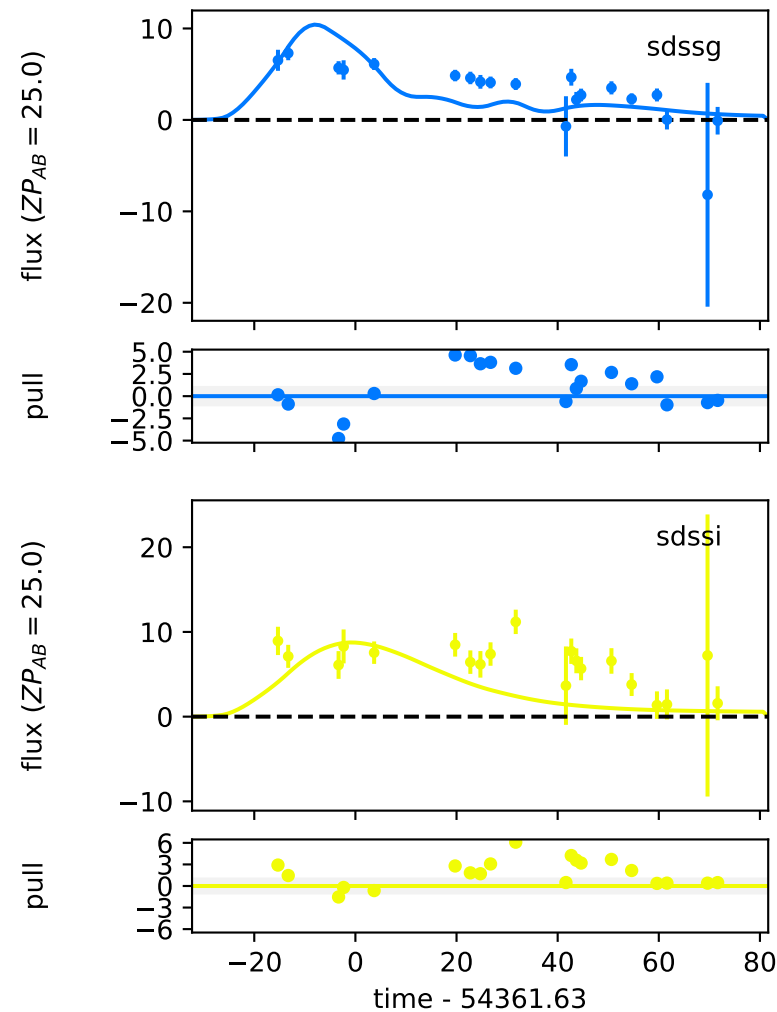 sdssg
flux (ZP_AB = 25.0)
10
0
−10
−20
pull
5.0
2.5
0.0
−2.5
−5.0
sdssi
flux (ZP_AB = 25.0)
20
10
0
−10
pull
6
3
0
−3
−6
−20 0 20 40 60 80
time - 54361.63